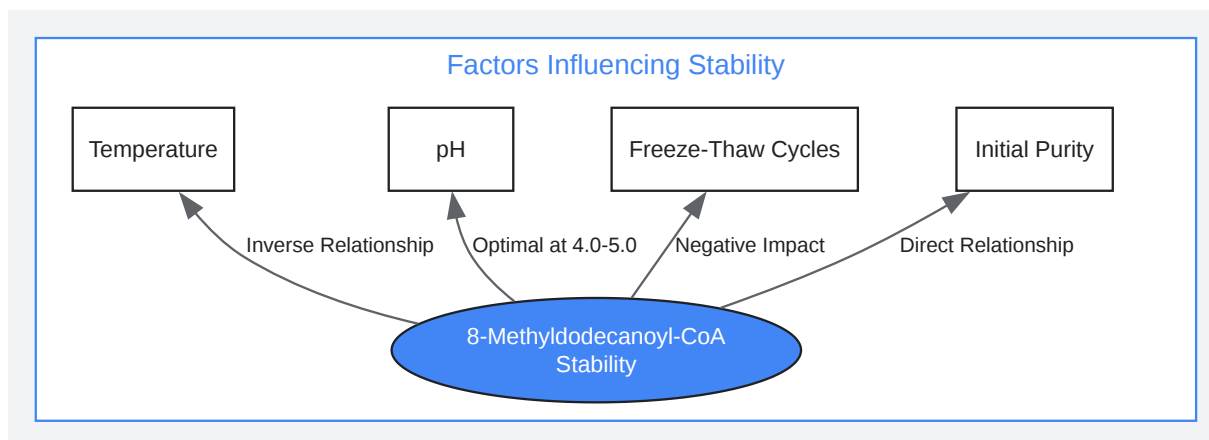 Factors Influencing Stability
Temperature
pH
Freeze-Thaw Cycles
Initial Purity
Inverse Relationship
Optimal at 4.0-5.0
Negative Impact
Direct Relationship
8-Methyldodecanoyl-CoA
Stability